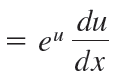 = e^u du/dx